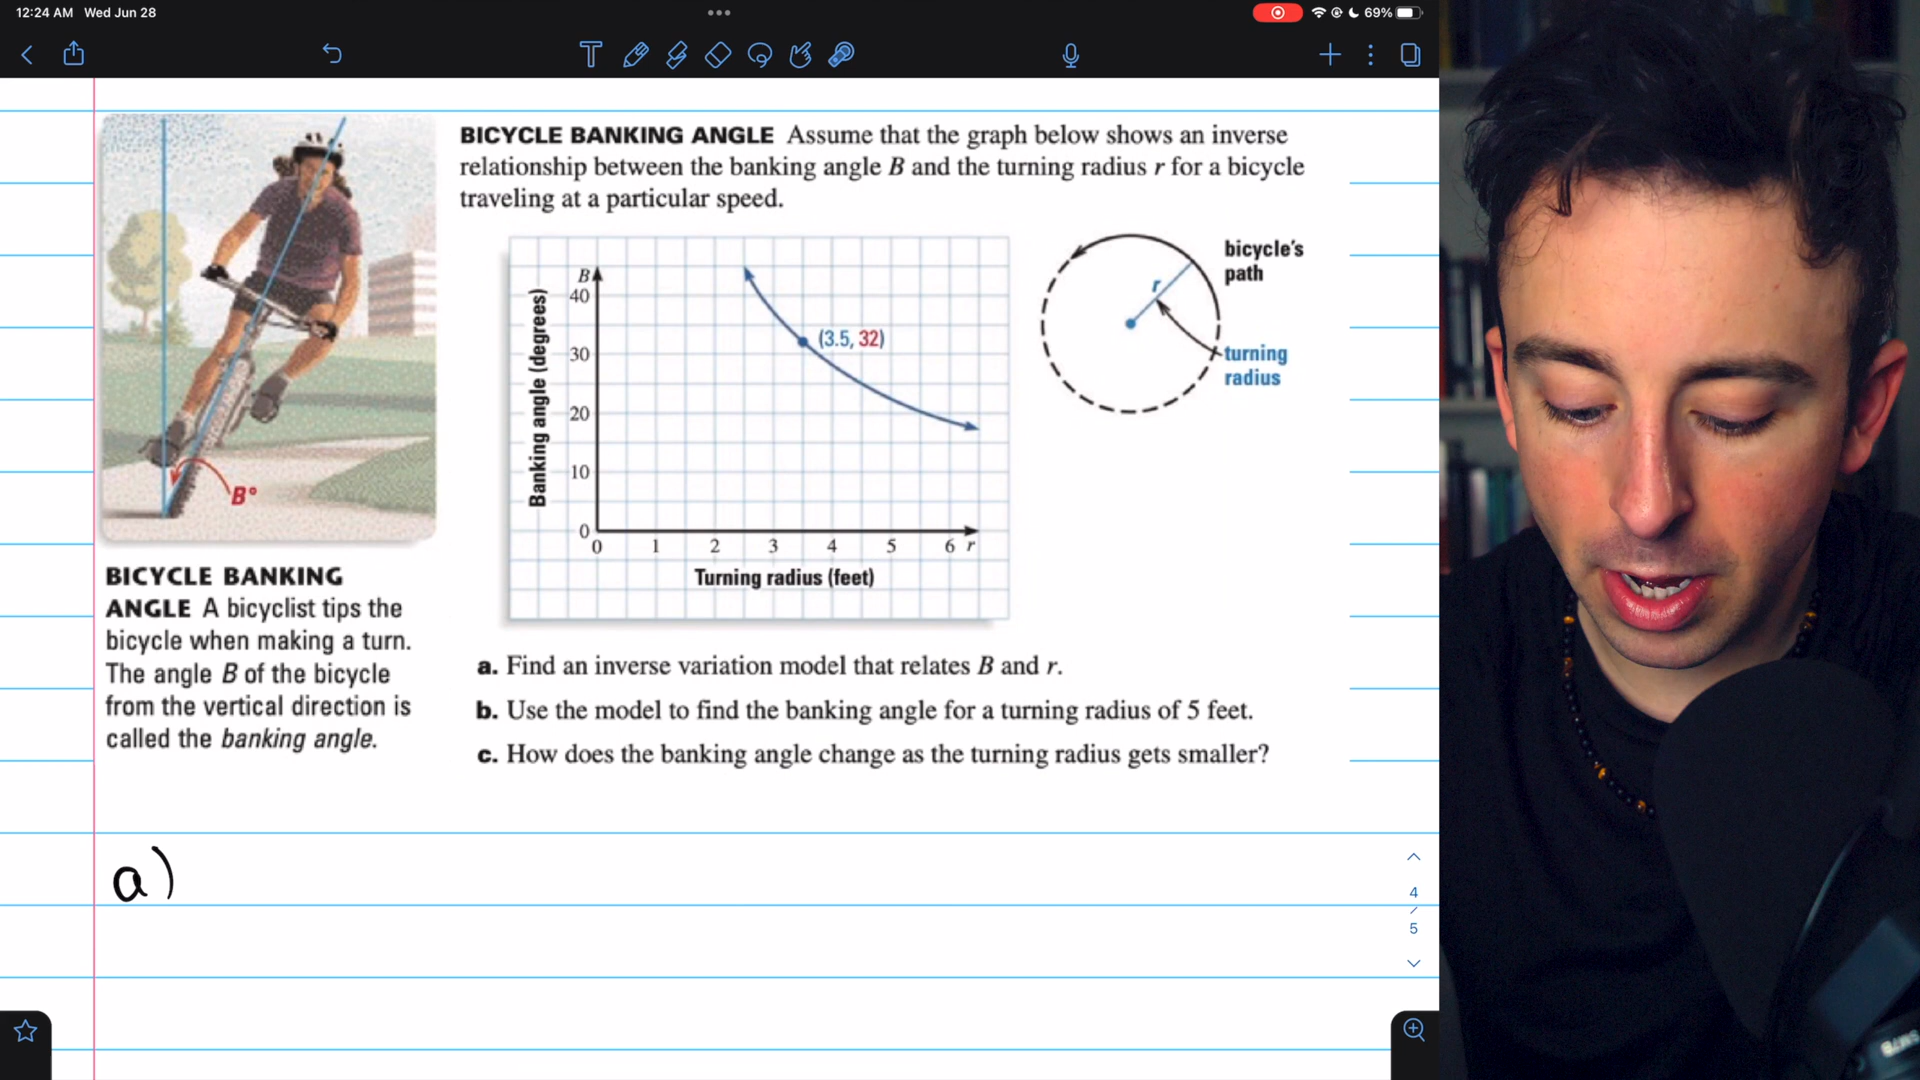 12:24 AM Wed Jun 28
69%
BICYCLE BANKING ANGLE Assume that the graph below shows an inverse
relationship between the banking angle B and the turning radius r for a bicycle
traveling at a particular speed.
B
40
30
20
10
0
Banking angle (degrees)
(3.5, 32)
0 1 2 3 4 5 6 r
Turning radius (feet)
bicycle's
path
r
turning
radius
B°
BICYCLE BANKING
ANGLE A bicyclist tips the
bicycle when making a turn.
The angle B of the bicycle
from the vertical direction is
called the banking angle.
a. Find an inverse variation model that relates B and r.
b. Use the model to find the banking angle for a turning radius of 5 feet.
c. How does the banking angle change as the turning radius gets smaller?
a)
4
/
5